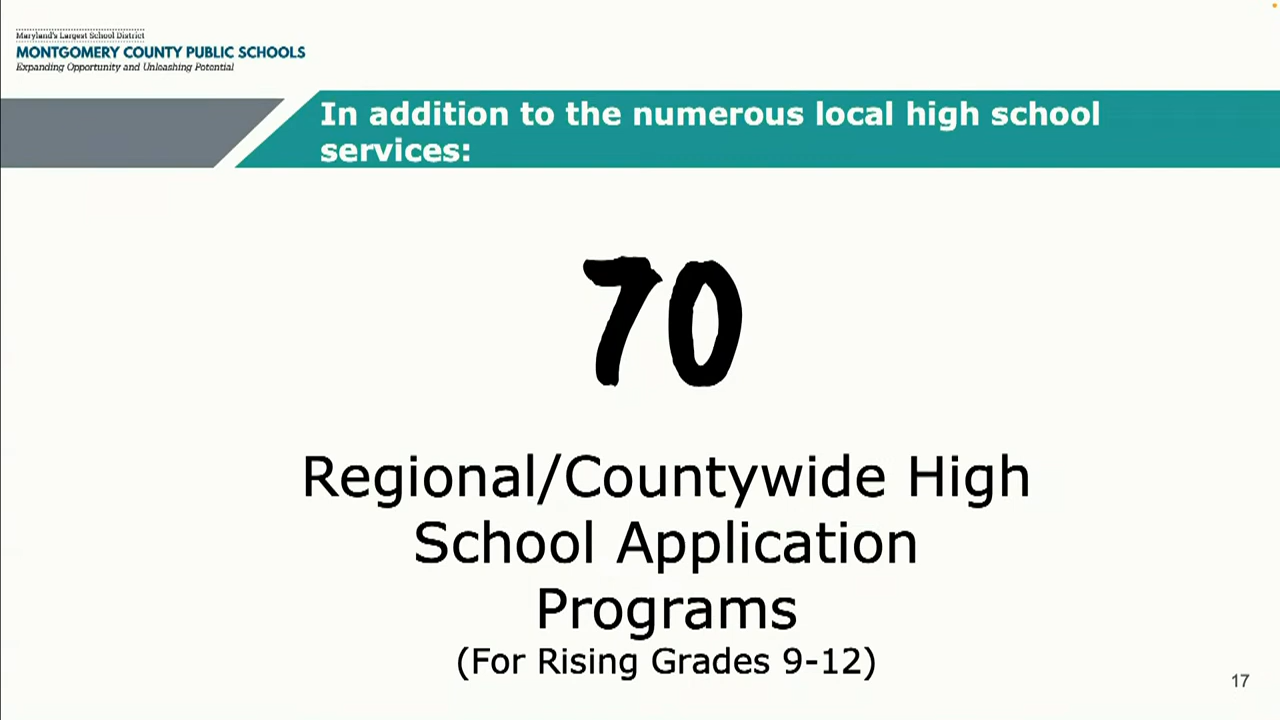 Maryland's Largest School District
MONTGOMERY COUNTY PUBLIC SCHOOLS
Expanding Opportunity and Unleashing Potential
In addition to the numerous local high school
services:
70
Regional/Countywide High
School Application
Programs
(For Rising Grades 9-12)
17